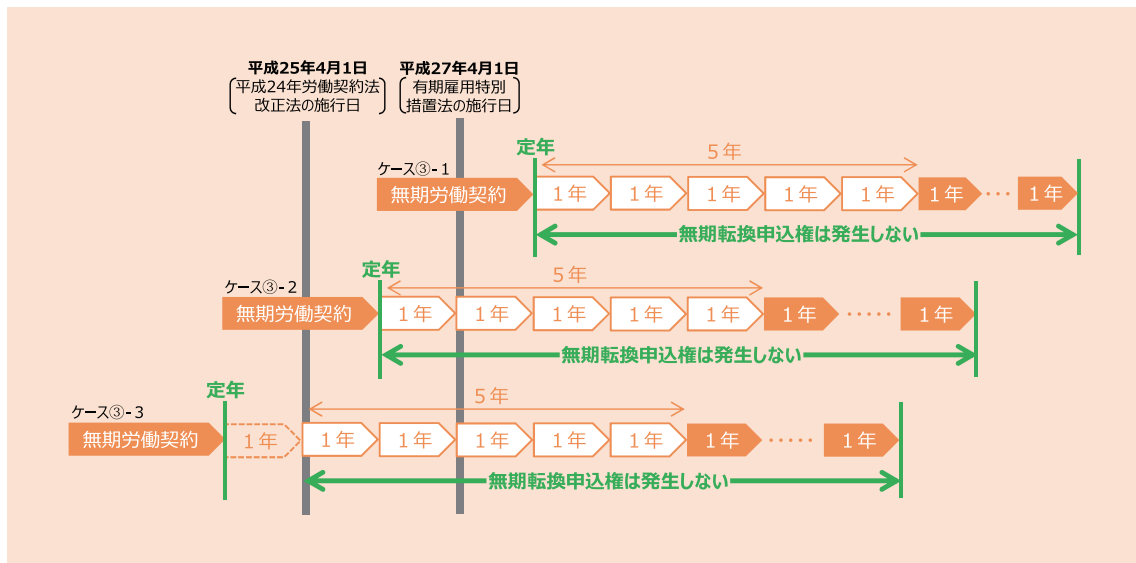 平成25年4月1日
平成24年労働契約法
改正法の施行日
平成27年4月1日
有期雇用特別
措置法の施行日
ケース③-1
定年
5年
無期労働契約
1年
1年
1年
1年
1年
1年
・・・
1年
無期転換申込権は発生しない
ケース③-2
定年
5年
無期労働契約
1年
1年
1年
1年
1年
1年
・・・・・
1年
無期転換申込権は発生しない
ケース③-3
定年
5年
無期労働契約
1年
1年
1年
1年
1年
1年
1年
・・・・・
1年
無期転換申込権は発生しない